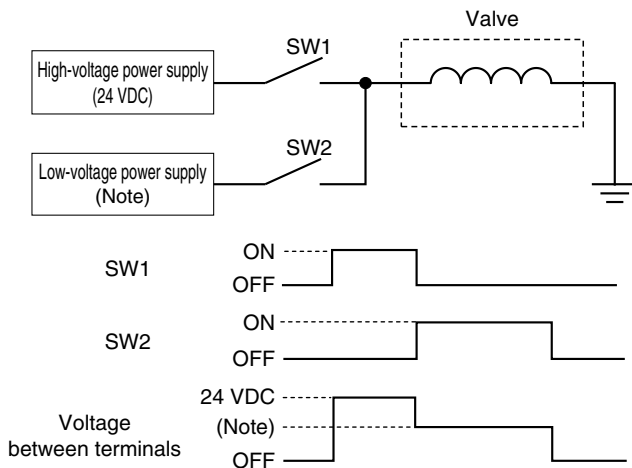 Valve
SW1
High-voltage power supply
(24 VDC)
SW2
Low-voltage power supply
(Note)
SW1
ON
OFF
SW2
ON
OFF
Voltage
between terminals
24 VDC
(Note)
OFF